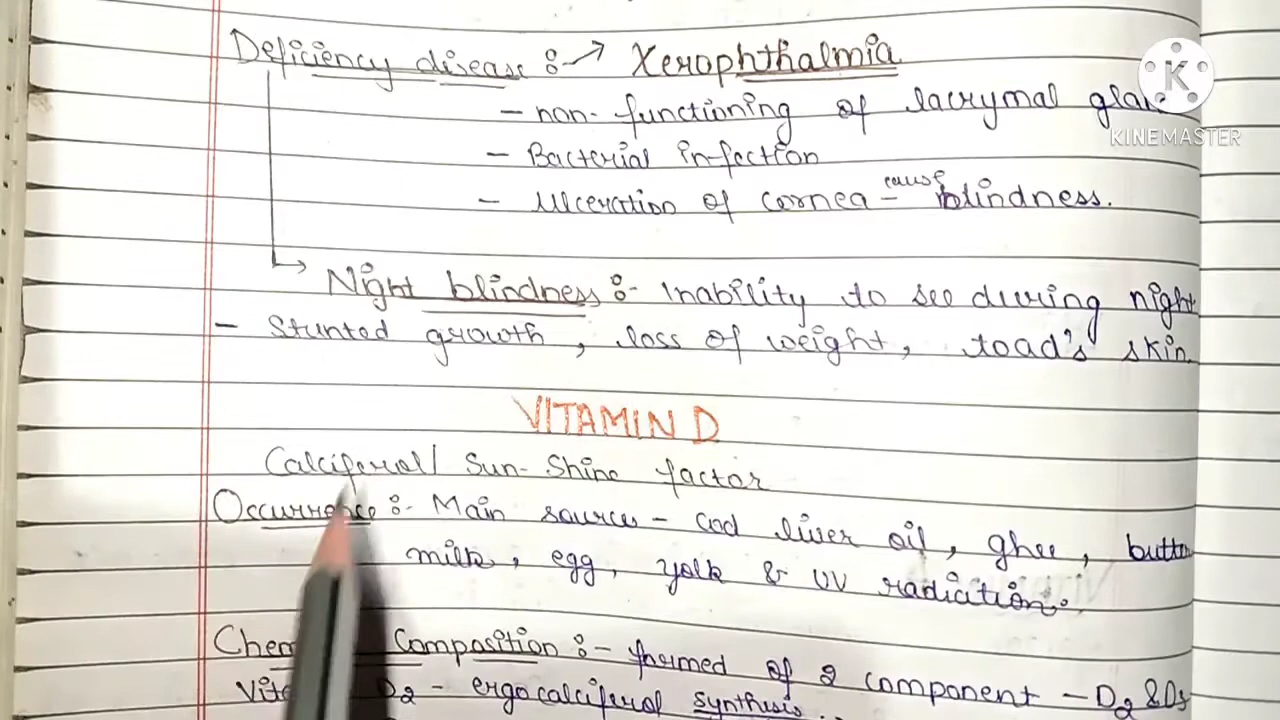 Deficiency disease :-> Xerophthalmia
K
- non-functioning of lacrymal glan
KINEMASTER
- Bacterial infection
- Ulceration of cornea - cause blindness.
Night blindness :- Inability to see during night
- Stunted growth, loss of weight, toad's skin.
VITAMIN D
Calciferol / Sun-Shine factor
Occurrence :- Main source - cod liver oil, ghee, butte
milk, egg, yolk & UV radiation.
Chem Composition :- formed of 2 component - D2 & D3
Vit D2 - ergocalciferol synthesis..